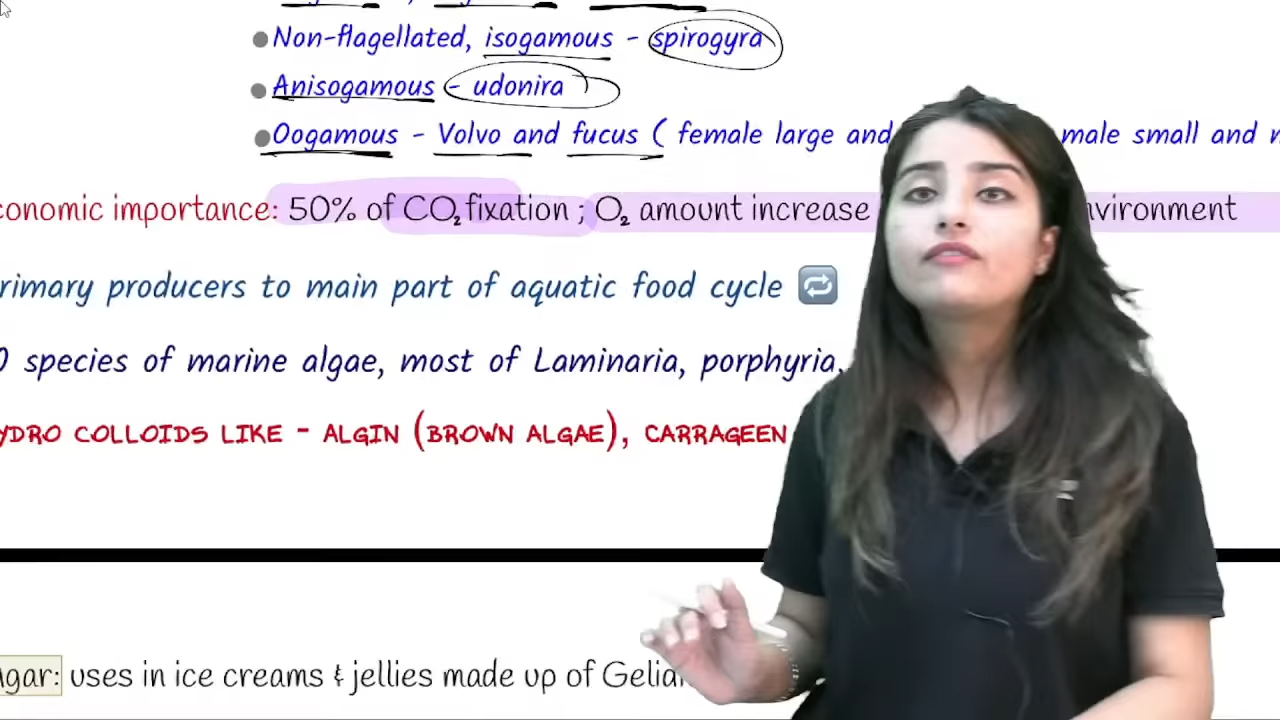 Non-flagellated, isogamous - spirogyra
Anisogamous - udonira
Oogamous - Volvo and fucus ( female large and male small and
conomic importance: 50% of CO₂ fixation ; O₂ amount increase nvironment
rimary producers to main part of aquatic food cycle
0 species of marine algae, most of Laminaria, porphyria,
YDRO COLLOIDS LIKE - ALGIN (BROWN ALGAE), CARRAGEEN
Agar: uses in ice creams & jellies made up of Gelid